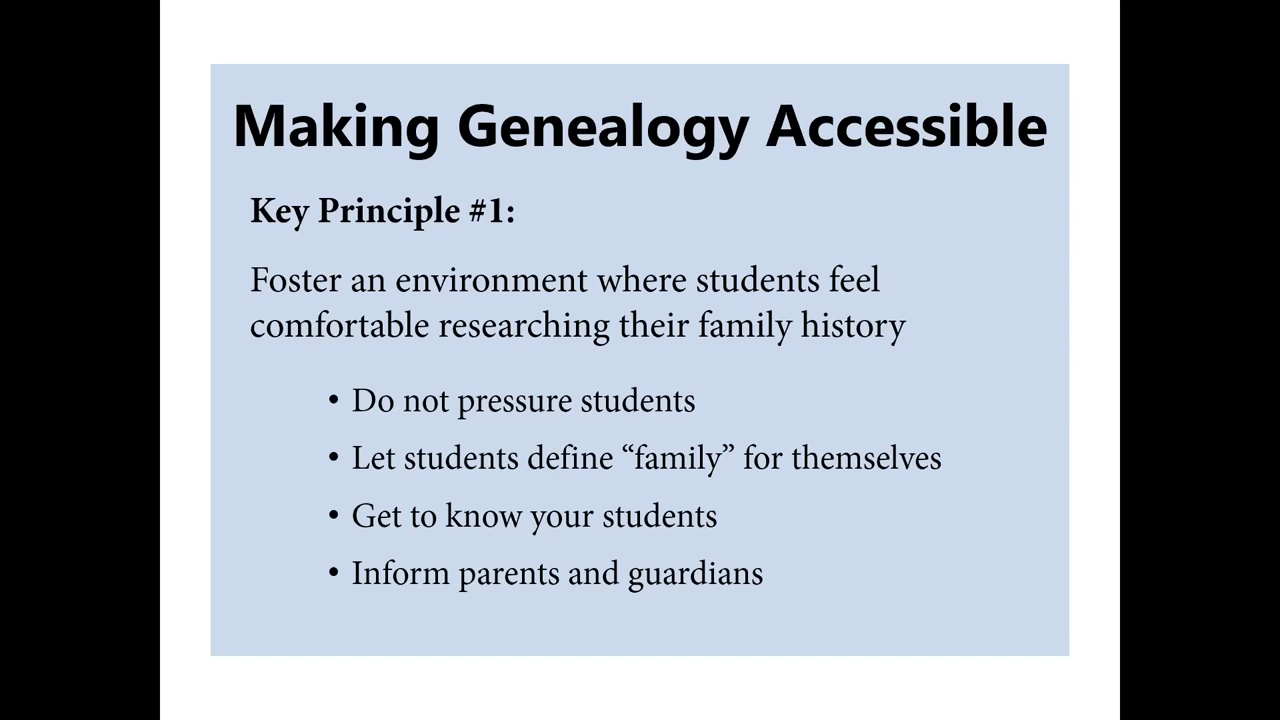 Making Genealogy Accessible
Key Principle #1:
Foster an environment where students feel
comfortable researching their family history
• Do not pressure students
• Let students define “family” for themselves
• Get to know your students
• Inform parents and guardians